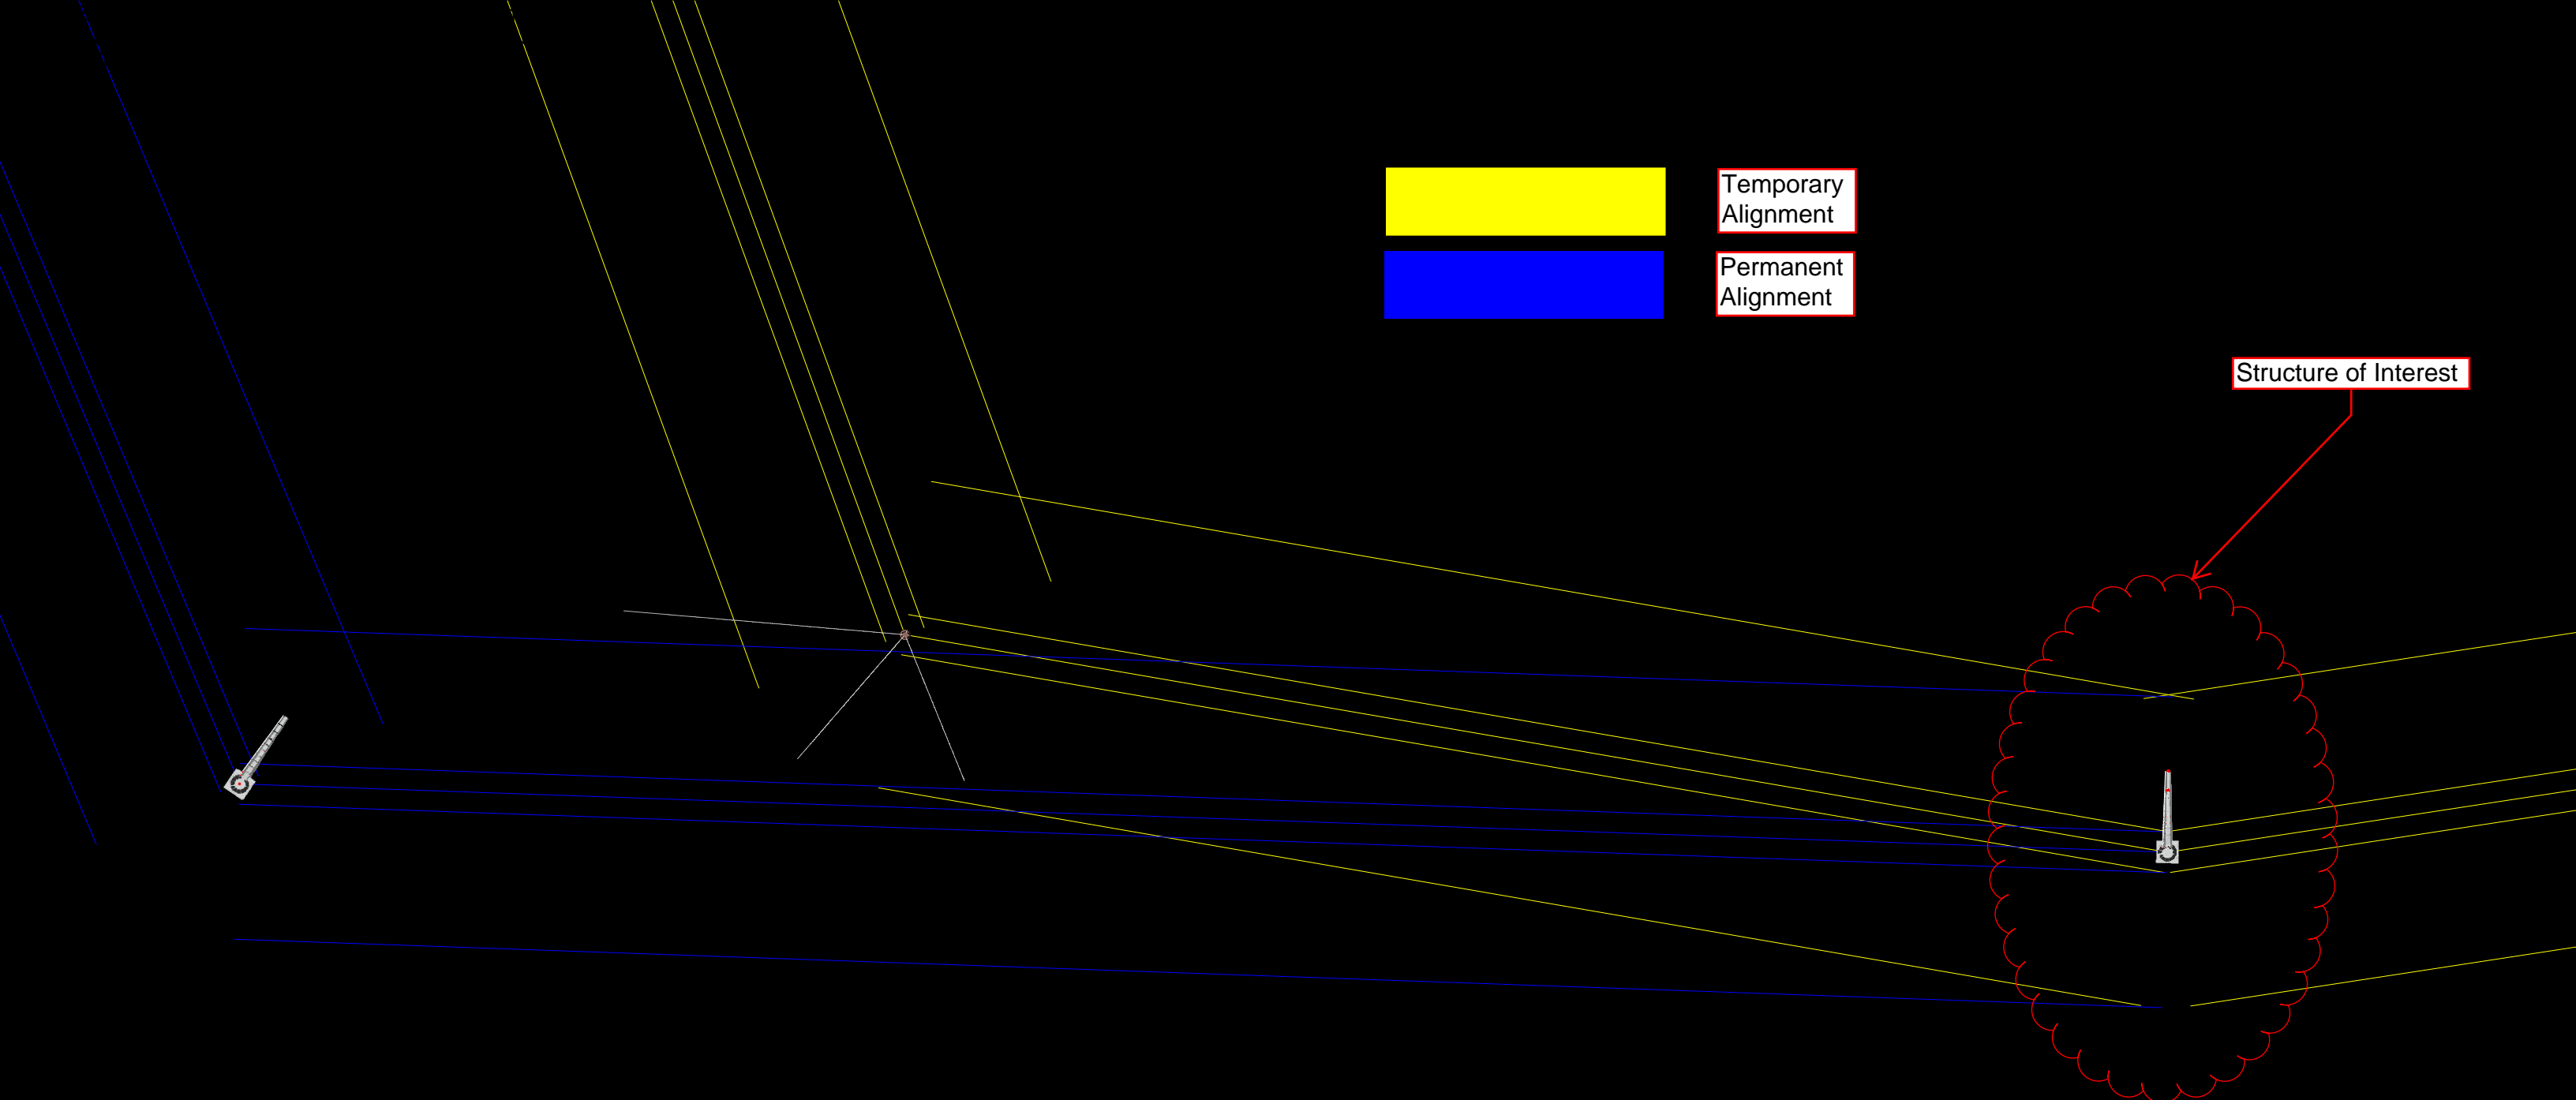 Temporary
Alignment
Permanent
Alignment
Structure of Interest